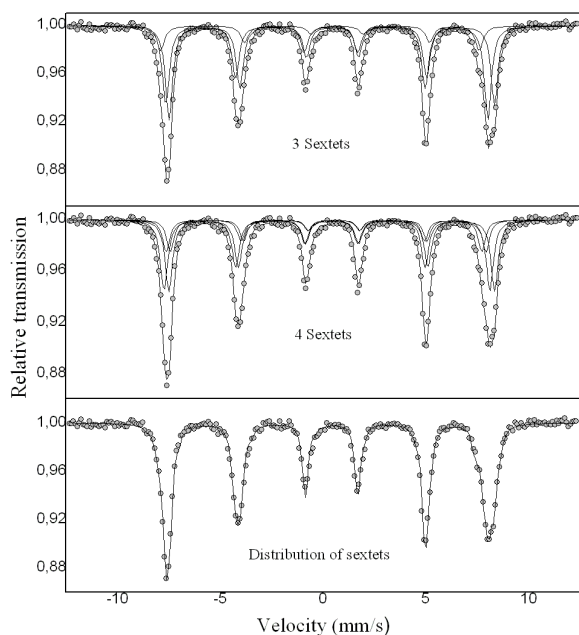 1,00
0,96
0,92
0,88
3 Sextets
Relative transmission
1,00
0,96
0,92
0,88
4 Sextets
1,00
0,96
0,92
0,88
Distribution of sextets
-10 -5 0 5 10
Velocity (mm/s)